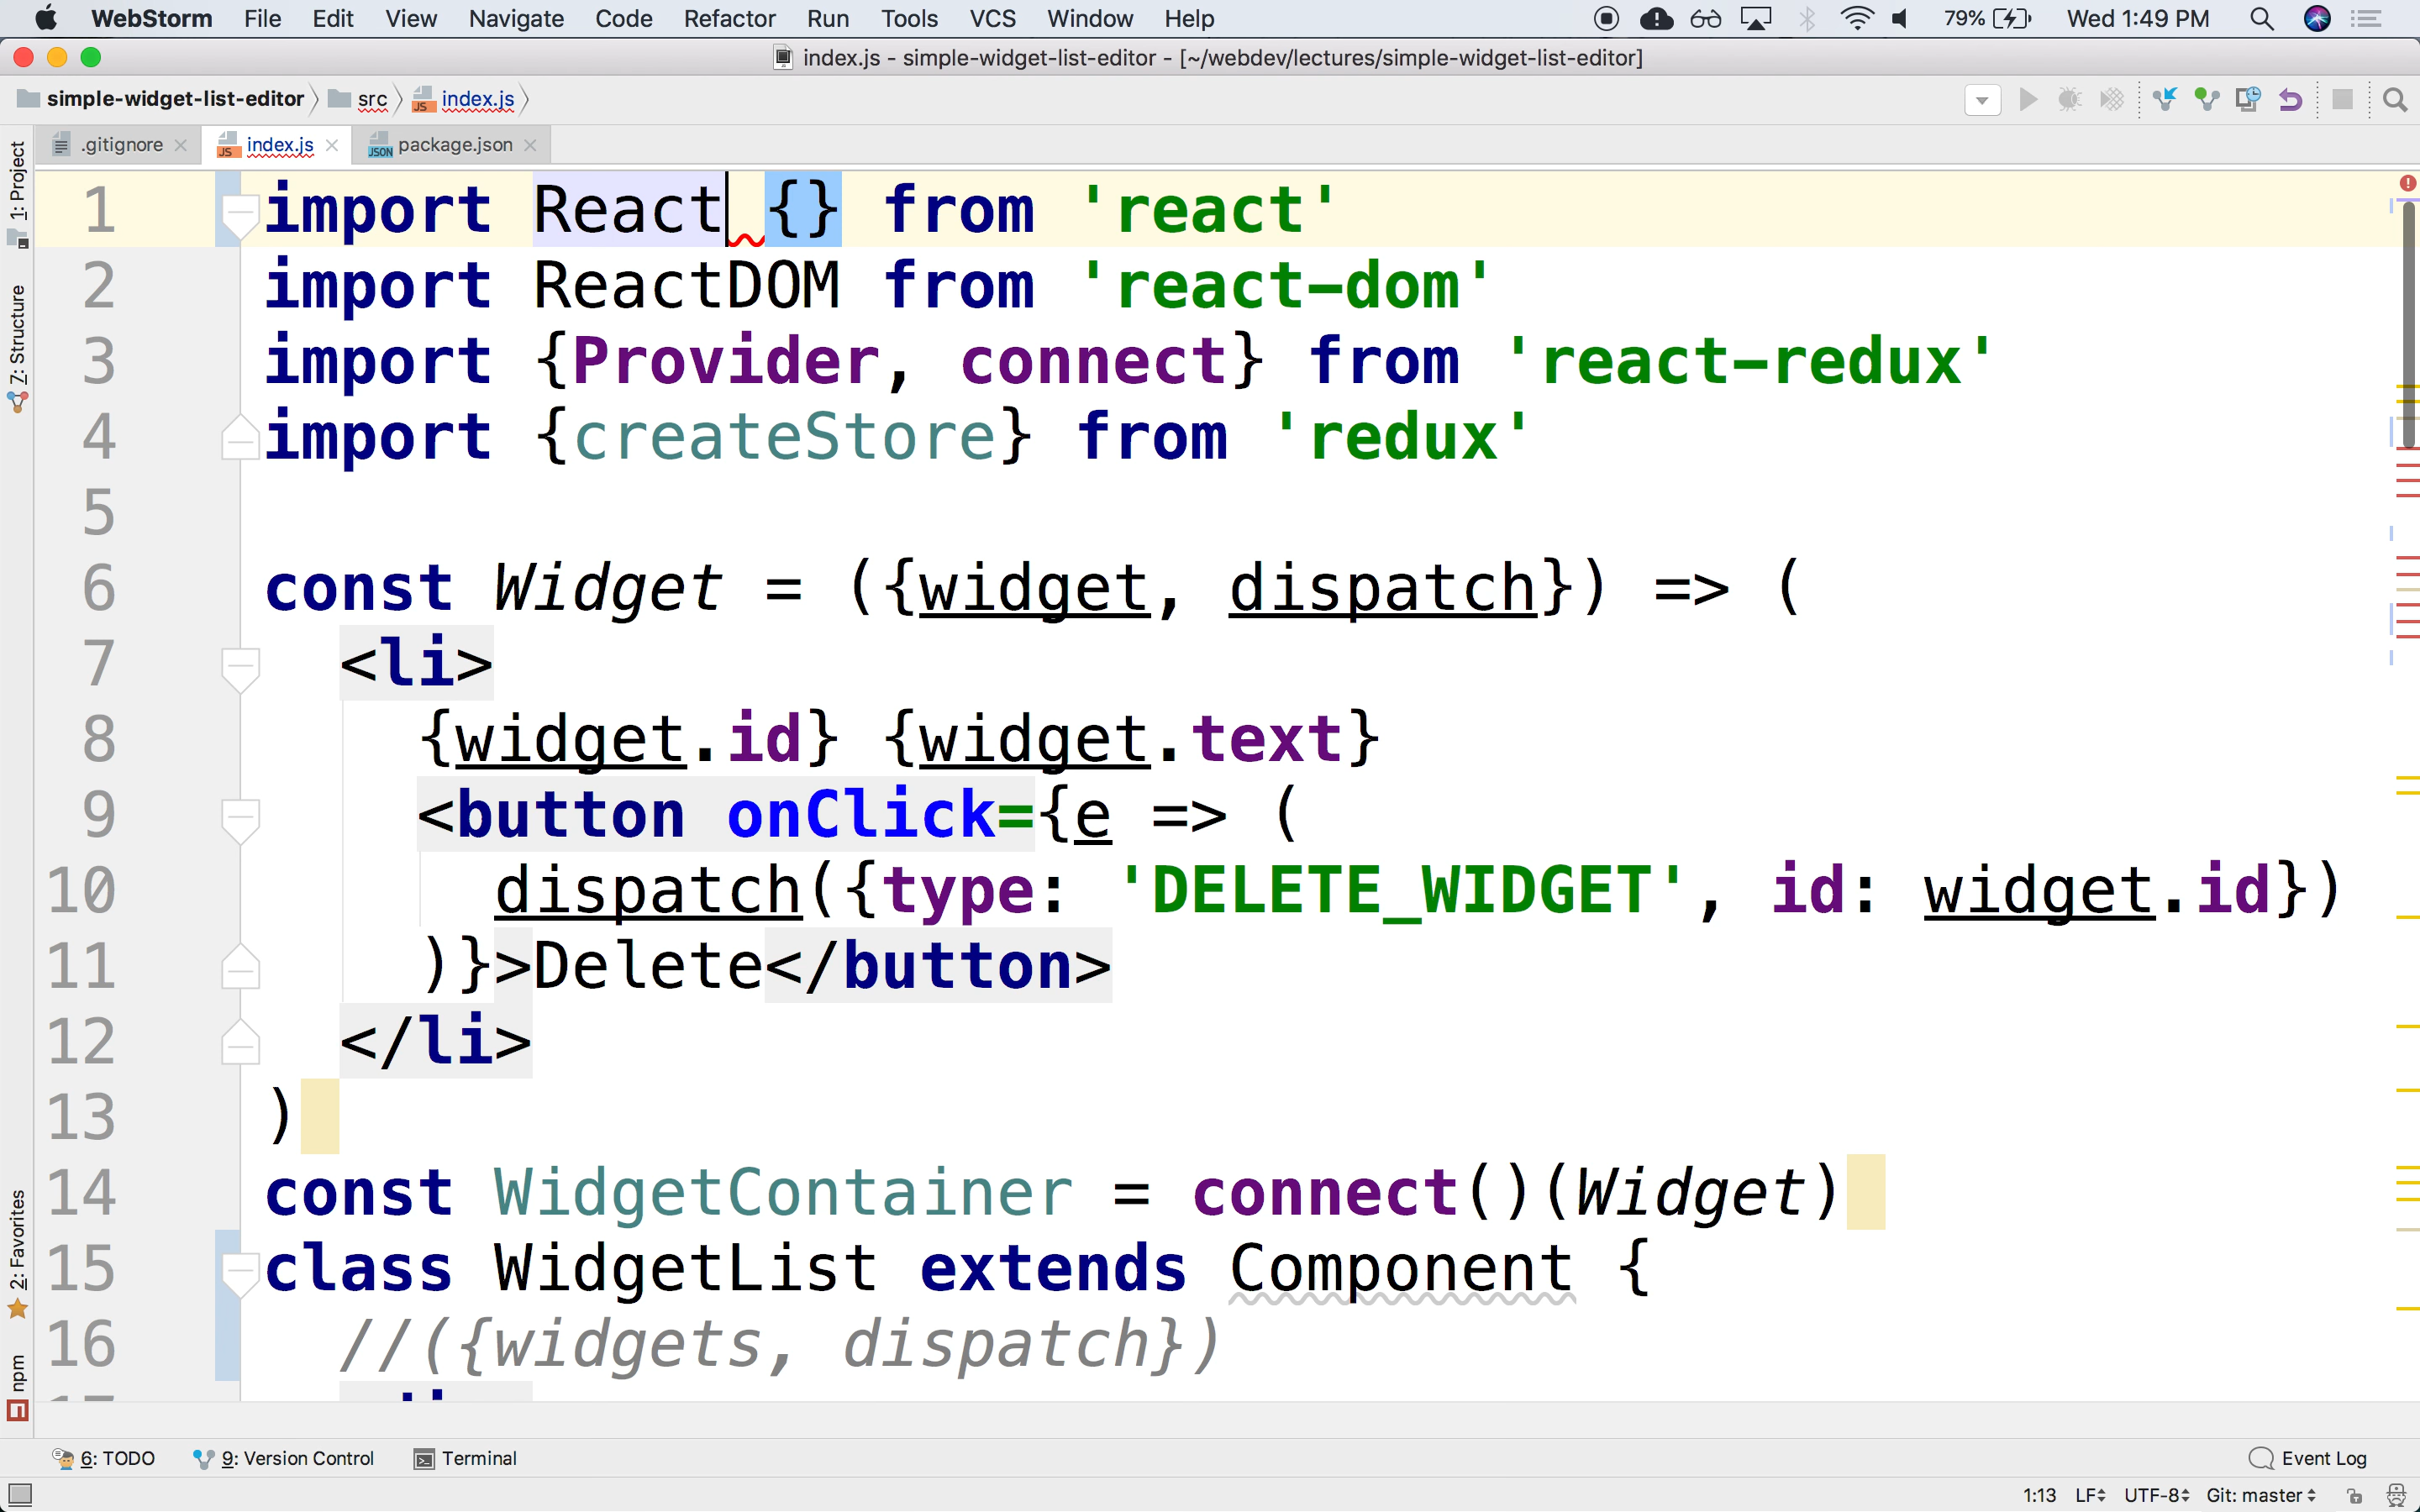 WebStorm File Edit View Navigate Code Refactor Run Tools VCS Window Help 79% Wed 1:49 PM
index.js - simple-widget-list-editor - [~/webdev/lectures/simple-widget-list-editor]
simple-widget-list-editor src index.js
.gitignore index.js package.json
1: Project
7: Structure
2: Favorites
npm
1 import React {} from 'react'
2 import ReactDOM from 'react-dom'
3 import {Provider, connect} from 'react-redux'
4 import {createStore} from 'redux'
5
6 const Widget = ({widget, dispatch}) => (
7 <li>
8 {widget.id} {widget.text}
9 <button onClick={e => (
10 dispatch({type: 'DELETE_WIDGET', id: widget.id})
11 )}>Delete</button>
12 </li>
13 )
14 const WidgetContainer = connect()(Widget)
15 class WidgetList extends Component {
16 //({widgets, dispatch})
6: TODO 9: Version Control Terminal Event Log
1:13 LF UTF-8 Git: master